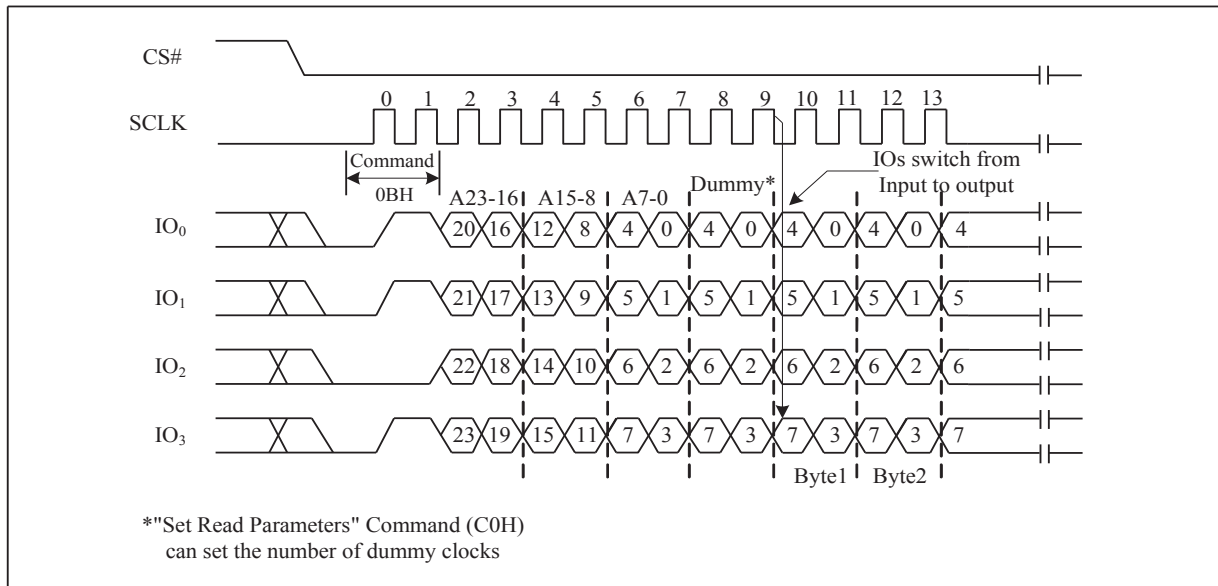 CS#
0 1 2 3 4 5 6 7 8 9 10 11 12 13
SCLK
Command
IOs switch from
Input to output
0BH
A23-16 A15-8 A7-0 Dummy*
IO0 20 16 12 8 4 0 4 0 4 0 4 0 4
IO1 21 17 13 9 5 1 5 1 5 1 5 1 5
IO2 22 18 14 10 6 2 6 2 6 2 6 2 6
IO3 23 19 15 11 7 3 7 3 7 3 7 3 7
Byte1 Byte2
*"Set Read Parameters" Command (C0H)
can set the number of dummy clocks